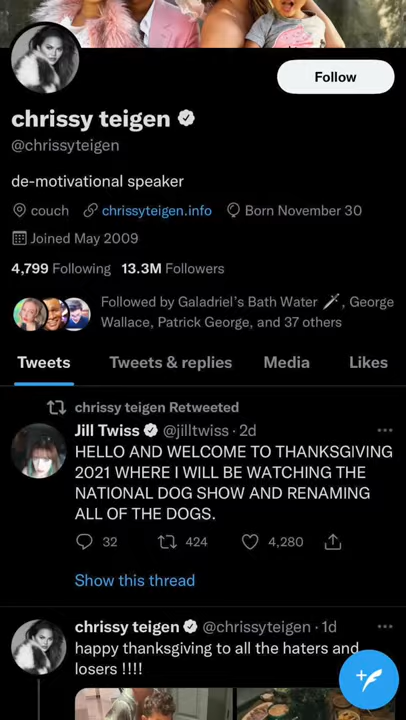 Follow
chrissy teigen
@chrissyteigen
de-motivational speaker
couch chrissyteigen.info Born November 30
Joined May 2009
4,799 Following 13.3M Followers
Followed by Galadriel's Bath Water 🪄, George
Wallace, Patrick George, and 37 others
Tweets Tweets & replies Media Likes
chrissy teigen Retweeted
Jill Twiss @jilltwiss · 2d
HELLO AND WELCOME TO THANKSGIVING
2021 WHERE I WILL BE WATCHING THE
NATIONAL DOG SHOW AND RENAMING
ALL OF THE DOGS.
32 424 4,280
Show this thread
chrissy teigen @chrissyteigen · 1d
happy thanksgiving to all the haters and
losers !!!!